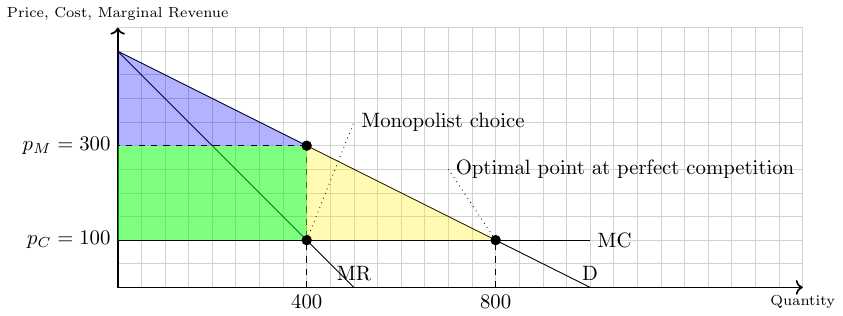 Price, Cost, Marginal Revenue
Monopolist choice
p_M = 300
Optimal point at perfect competition
p_C = 100
MC
MR
D
400
800
Quantity